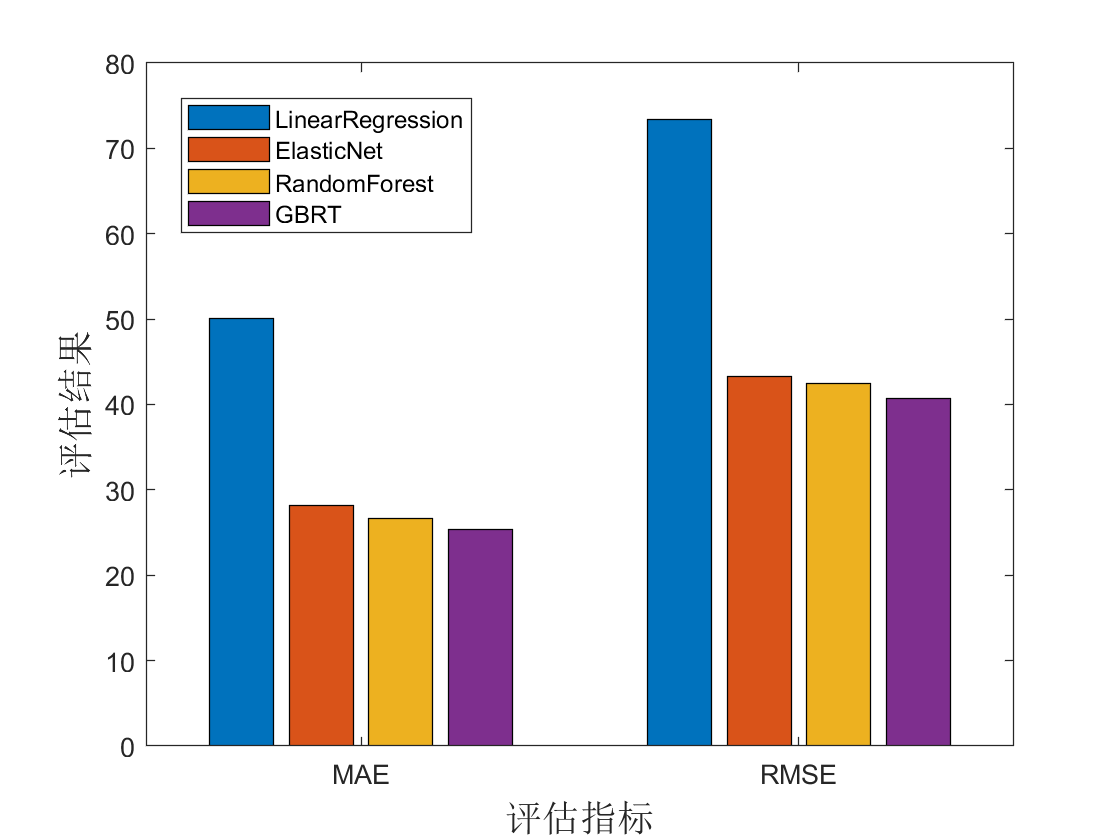 80
70
60
50
40
30
20
10
0
LinearRegression
ElasticNet
RandomForest
GBRT
评估结果
MAE
RMSE
评估指标